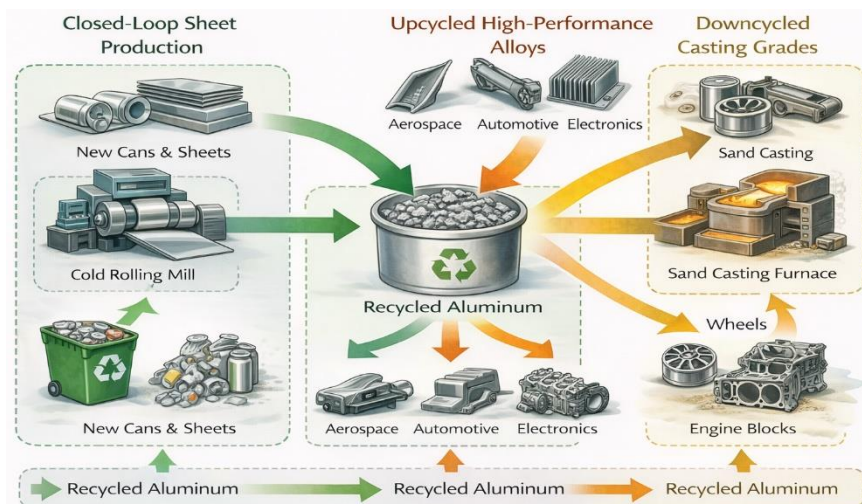 Closed-Loop Sheet
Production
Upcycled High-Performance
Alloys
Downcycled
Casting Grades
New Cans & Sheets
Aerospace
Automotive
Electronics
Sand Casting
Cold Rolling Mill
Recycled Aluminum
Sand Casting Furnace
Wheels
New Cans & Sheets
Aerospace
Automotive
Electronics
Engine Blocks
Recycled Aluminum
Recycled Aluminum
Recycled Aluminum